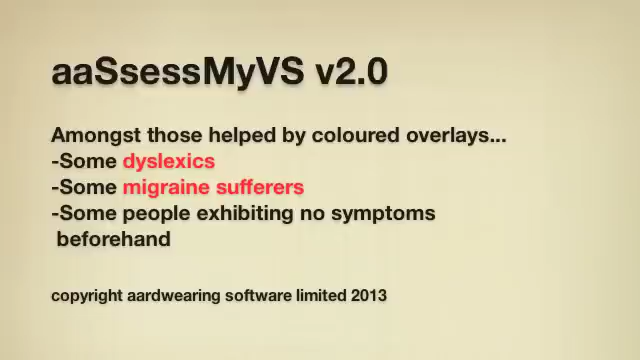 aaSsessMyVS v2.0
Amongst those helped by coloured overlays...
-Some dyslexics
-Some migraine sufferers
-Some people exhibiting no symptoms
beforehand
copyright aardwearing software limited 2013